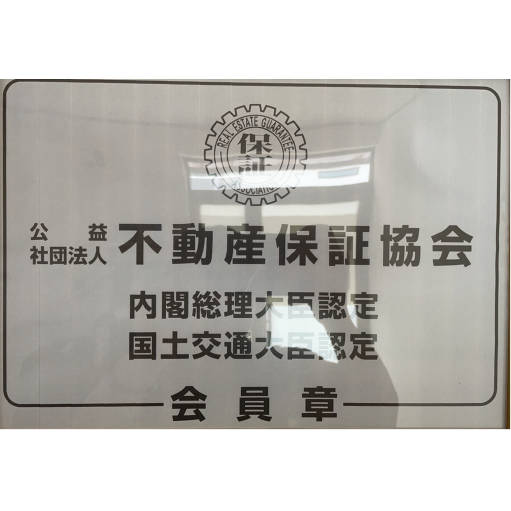 REAL ESTATE GUARANTEE ASSOCIATION
保証
公益社団法人 不動産保証協会
内閣総理大臣認定
国土交通大臣認定
会員章